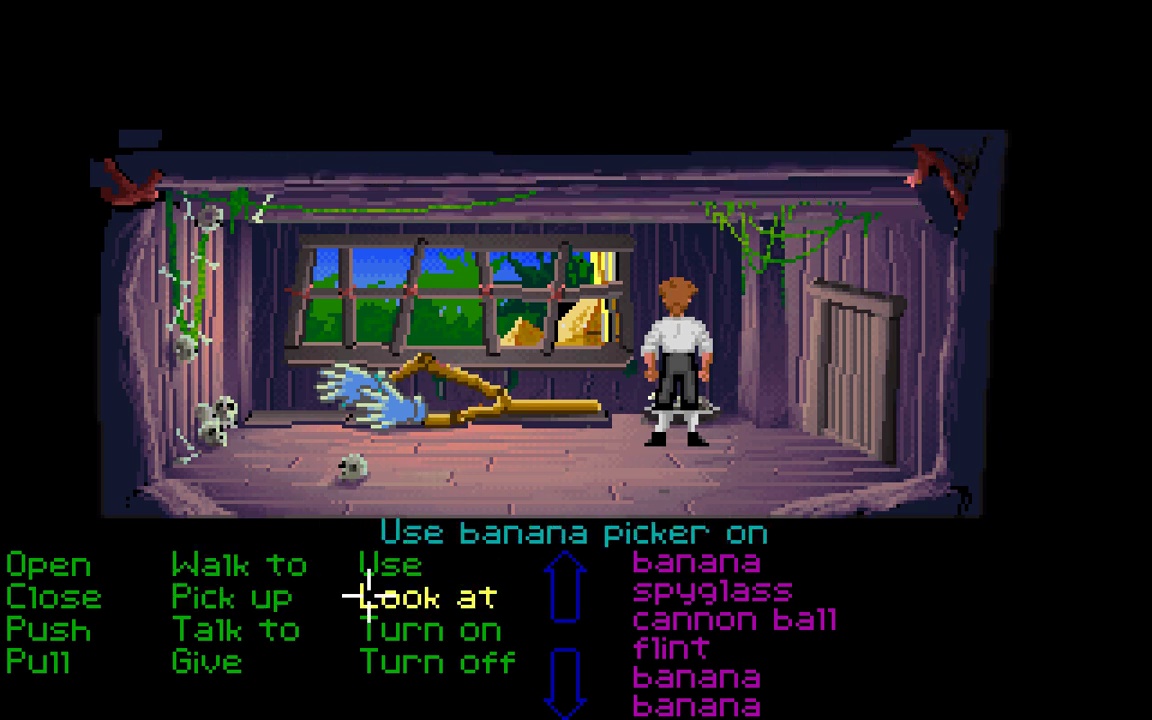 Use banana picker on
Open Walk to Use banana
Close Pick up Look at spyglass
Push Talk to Turn on cannon ball
Pull Give Turn off flint
banana
banana